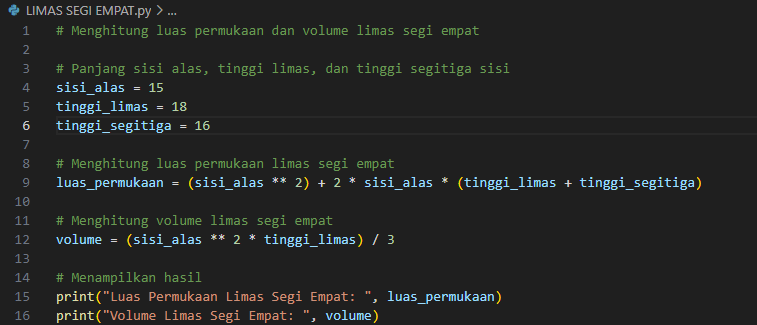 LIMAS SEGI EMPAT.py > ...
1 # Menghitung luas permukaan dan volume limas segi empat
2
3 # Panjang sisi alas, tinggi limas, dan tinggi segitiga sisi
4 sisi_alas = 15
5 tinggi_limas = 18
6 tinggi_segitiga = 16
7
8 # Menghitung luas permukaan limas segi empat
9 luas_permukaan = (sisi_alas ** 2) + 2 * sisi_alas * (tinggi_limas + tinggi_segitiga)
10
11 # Menghitung volume limas segi empat
12 volume = (sisi_alas ** 2 * tinggi_limas) / 3
13
14 # Menampilkan hasil
15 print("Luas Permukaan Limas Segi Empat: ", luas_permukaan)
16 print("Volume Limas Segi Empat: ", volume)